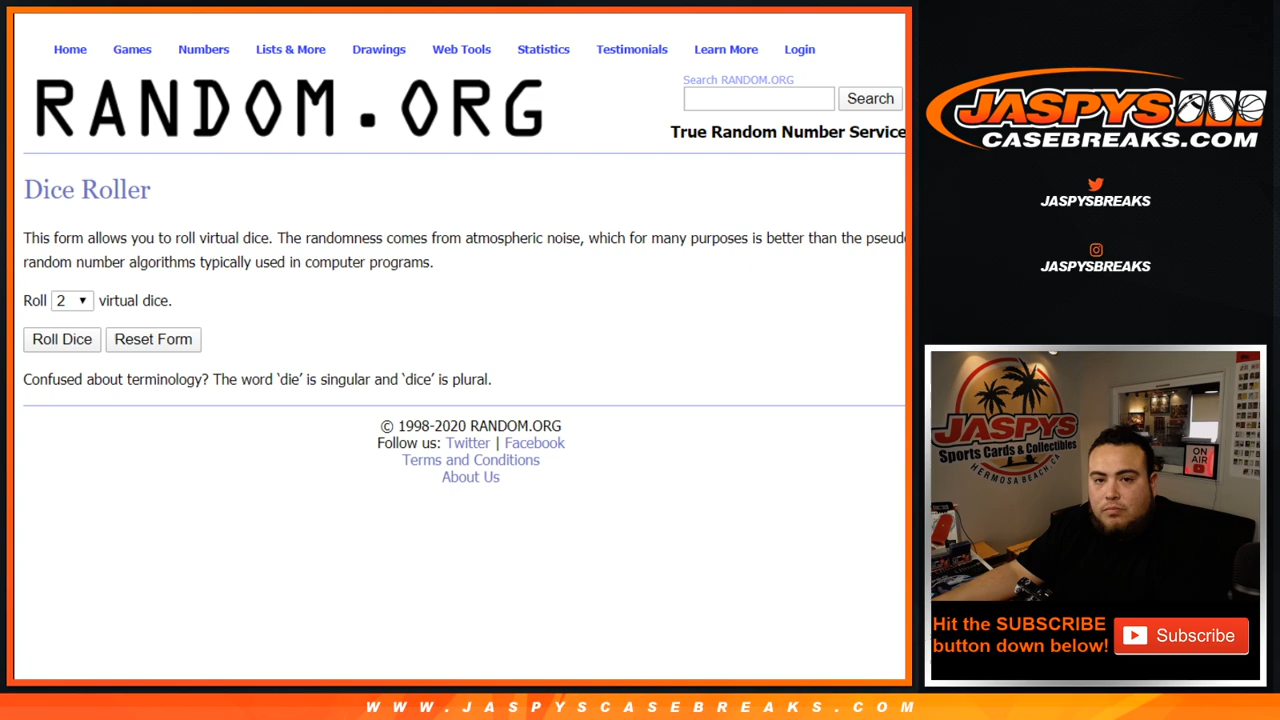 Home Games Numbers Lists & More Drawings Web Tools Statistics Testimonials Learn More Login
RANDOM.ORG
Search RANDOM.ORG
Search
True Random Number Service
Dice Roller
This form allows you to roll virtual dice. The randomness comes from atmospheric noise, which for many purposes is better than the pseudo
random number algorithms typically used in computer programs.
Roll 2 virtual dice.
Roll Dice Reset Form
Confused about terminology? The word ‘die’ is singular and ‘dice’ is plural.
© 1998-2020 RANDOM.ORG
Follow us: Twitter | Facebook
Terms and Conditions
About Us
JASPYS
CASEBREAKS.COM
JASPYSBREAKS
JASPYSBREAKS
JASPYS
Sports Cards & Collectibles
HERMOSA BEACH, CA
ON AIR
Hit the SUBSCRIBE
button down below!
Subscribe
WWW.JASPYSCASEBREAKS.COM